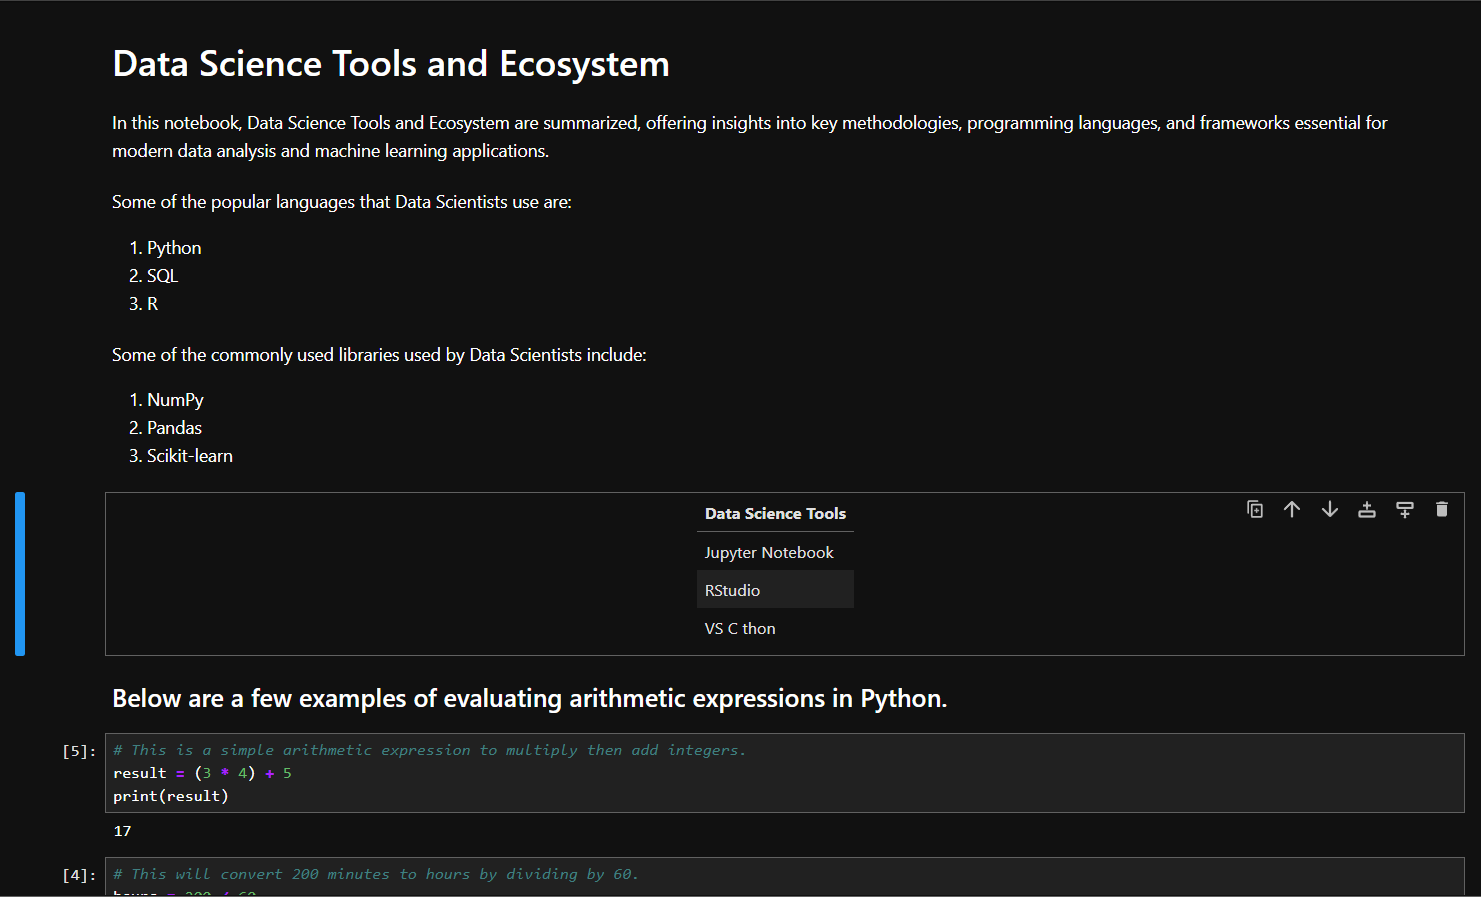 Data Science Tools and Ecosystem
In this notebook, Data Science Tools and Ecosystem are summarized, offering insights into key methodologies, programming languages, and frameworks essential for
modern data analysis and machine learning applications.
Some of the popular languages that Data Scientists use are:
1. Python
2. SQL
3. R
Some of the commonly used libraries used by Data Scientists include:
1. NumPy
2. Pandas
3. Scikit-learn
Data Science Tools
Jupyter Notebook
RStudio
VS C thon
Below are a few examples of evaluating arithmetic expressions in Python.
[5]: # This is a simple arithmetic expression to multiply then add integers.
result = (3 * 4) + 5
print(result)
17
[4]: # This will convert 200 minutes to hours by dividing by 60.
hours = 200 / 60